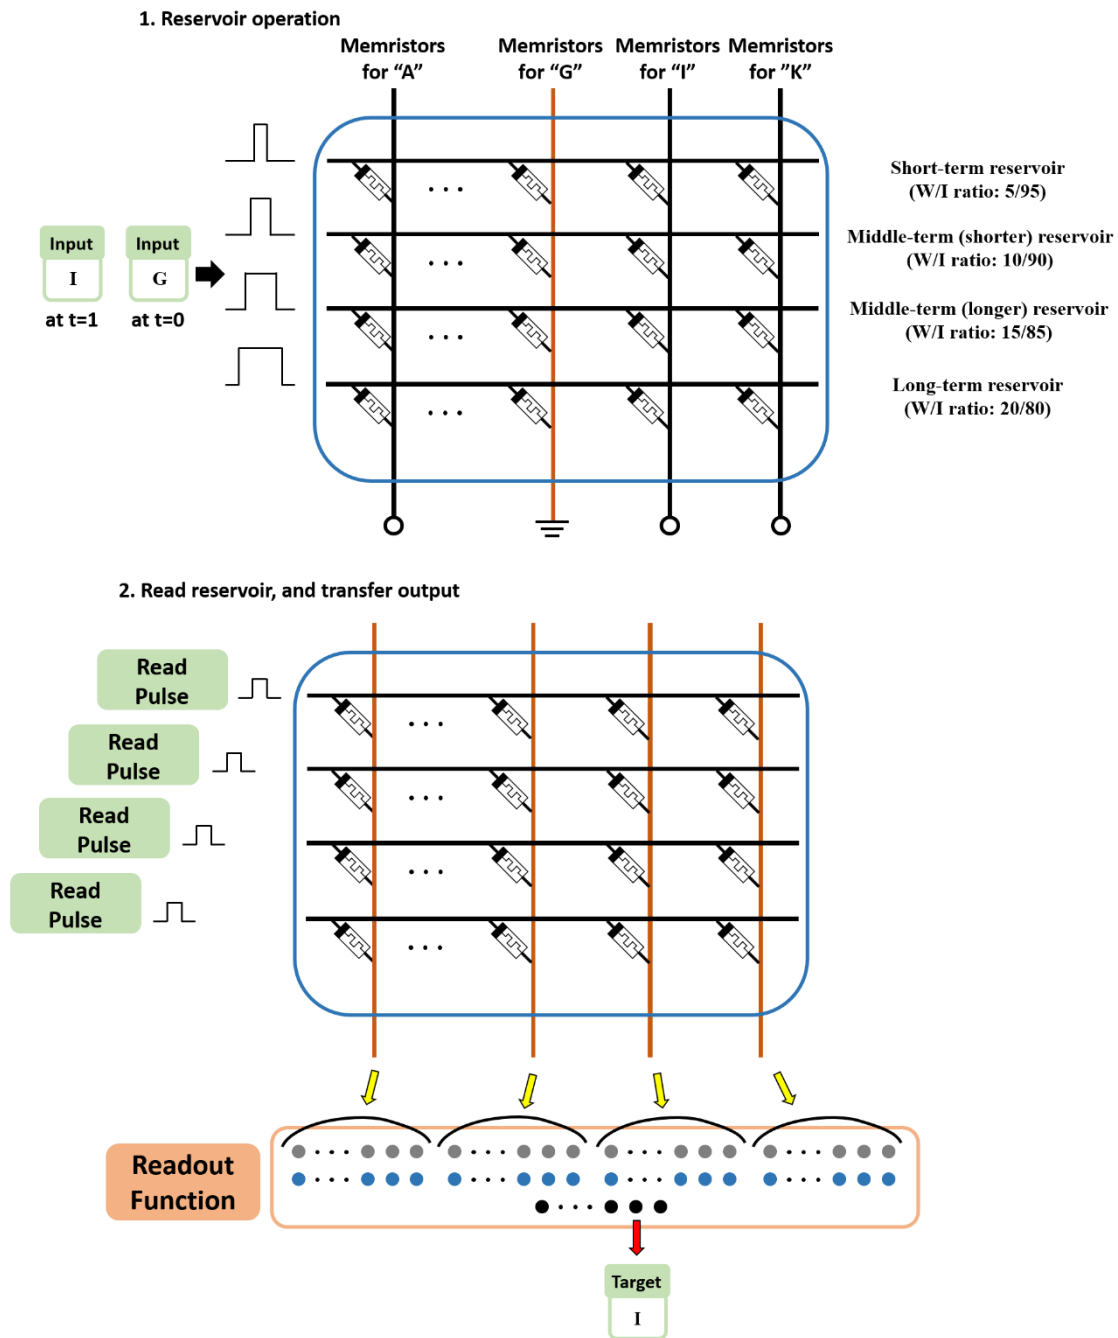 1. Reservoir operation
Memristors
for "A"
Memristors
for "G"
Memristors
for "I"
Memristors
for "K"
Input
I
at t=1
Input
G
at t=0
Short-term reservoir
(W/I ratio: 5/95)
Middle-term (shorter) reservoir
(W/I ratio: 10/90)
Middle-term (longer) reservoir
(W/I ratio: 15/85)
Long-term reservoir
(W/I ratio: 20/80)
2. Read reservoir, and transfer output
Read
Pulse
Read
Pulse
Read
Pulse
Read
Pulse
Readout
Function
Target
I